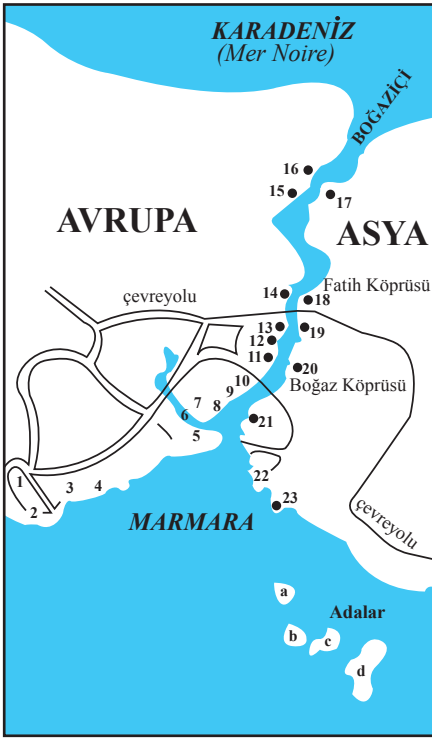 KARADENİZ
(Mer Noire)
BOĞAZİÇİ
16
15
17
AVRUPA
ASYA
14
18
Fatih Köprüsü
çevreyolu
13
19
12
11
20
10
Boğaz Köprüsü
9
7
8
6
21
5
22
1
3
4
2
23
MARMARA
çevreyolu
a
Adalar
b
c
d